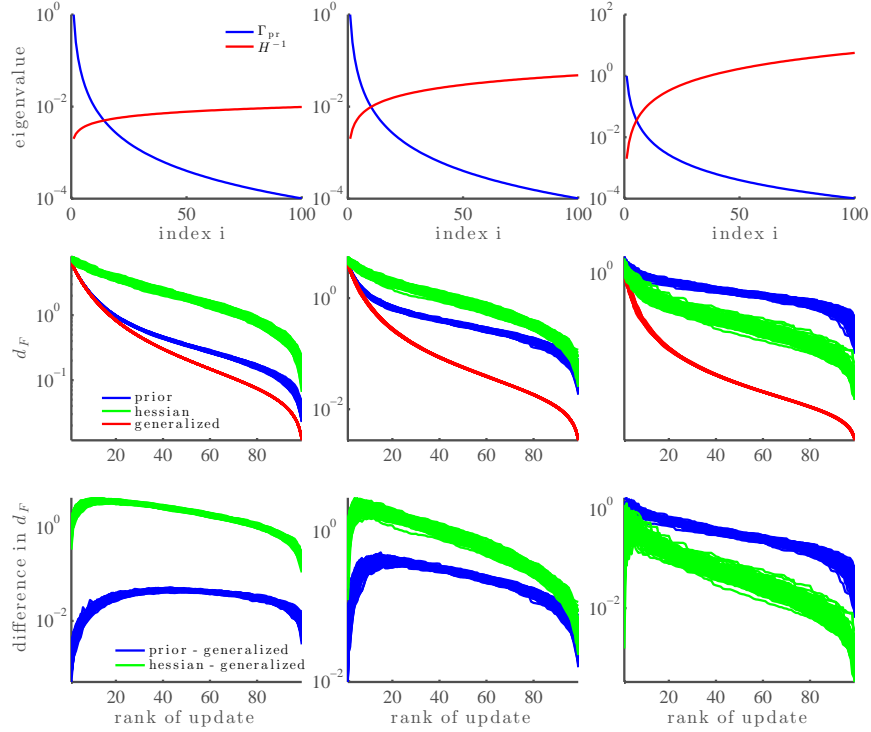 10^0
10^-2
10^-4
eigenvalue
Γ_pr
H^-1
0 50 100
index i
10^0
10^-2
10^-4
0 50 100
index i
10^2
10^0
10^-2
10^-4
0 50 100
index i
d_F
10^0
10^-1
prior
hessian
generalized
20 40 60 80
10^0
10^-2
20 40 60 80
10^0
20 40 60 80
difference in d_F
10^0
10^-2
prior - generalized
hessian - generalized
20 40 60 80
rank of update
10^0
10^-2
20 40 60 80
rank of update
10^0
10^-2
20 40 60 80
rank of update